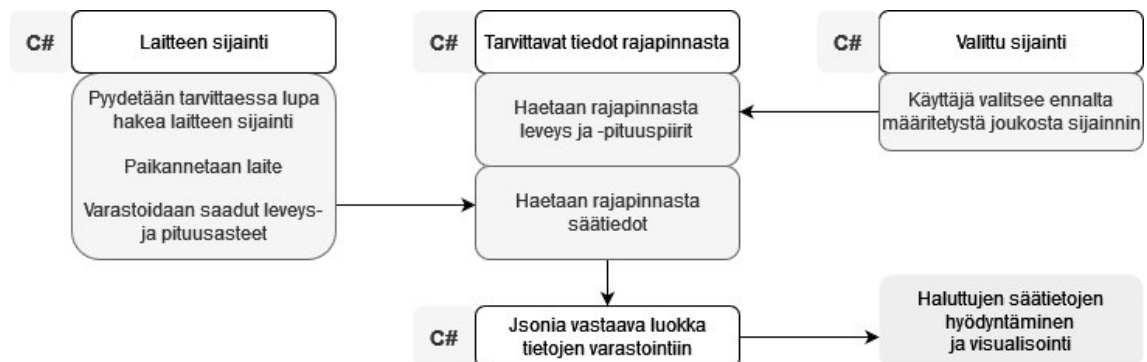 C#
Laitteen sijainti
Pyydetään tarvittaessa lupa
hakea laitteen sijainti
Paikannetaan laite
Varastoidaan saadut leveys-
ja pituusasteet
C#
Tarvittavat tiedot rajapinnasta
Haetaan rajapinnasta
leveys ja -pituuspiirit
Haetaan rajapinnasta
säätiedot
C#
Valittu sijainti
Käyttäjä valitsee ennalta
määritetystä joukosta sijainnin
C#
Jsonia vastaava luokka
tietojen varastointiin
Haluttujen säätietojen
hyödyntäminen
ja visualisointi